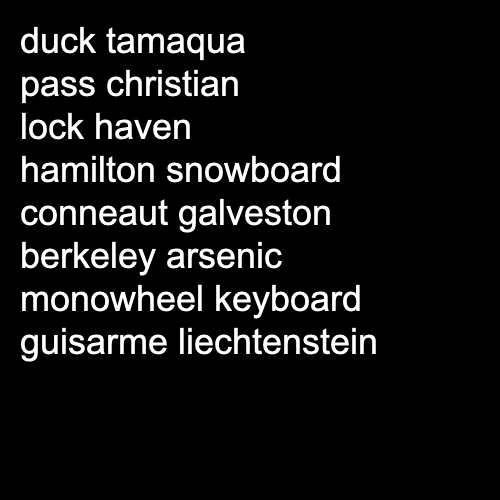 duck tamaqua
pass christian
lock haven
hamilton snowboard
conneaut galveston
berkeley arsenic
monowheel keyboard
guisarme liechtenstein